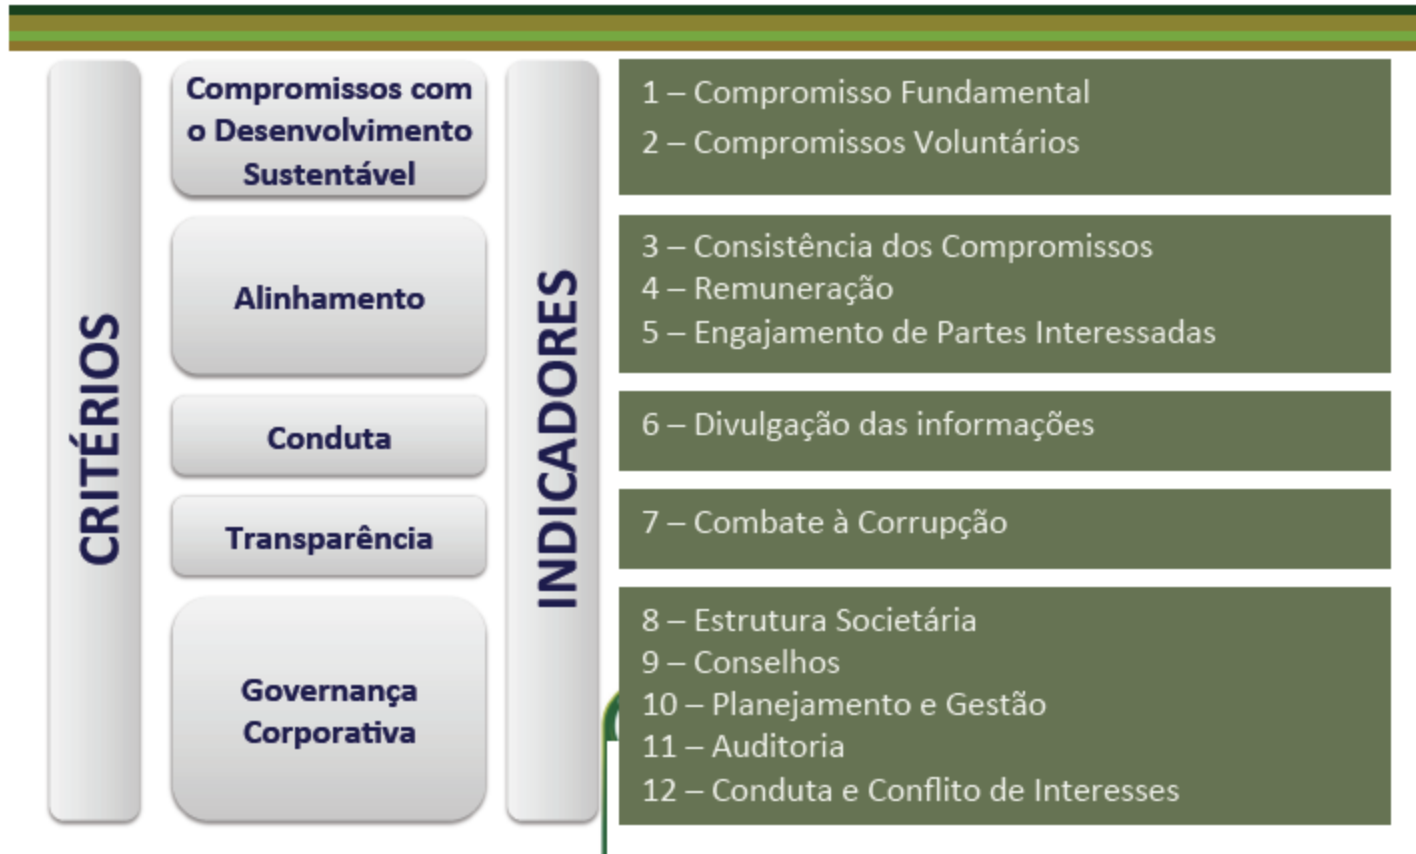 CRITÉRIOS
Compromissos com
o Desenvolvimento
Sustentável
Alinhamento
Conduta
Transparência
Governança
Corporativa
INDICADORES
1 – Compromisso Fundamental
2 – Compromissos Voluntários
3 – Consistência dos Compromissos
4 – Remuneração
5 – Engajamento de Partes Interessadas
6 – Divulgação das informações
7 – Combate à Corrupção
8 – Estrutura Societária
9 – Conselhos
10 – Planejamento e Gestão
11 – Auditoria
12 – Conduta e Conflito de Interesses